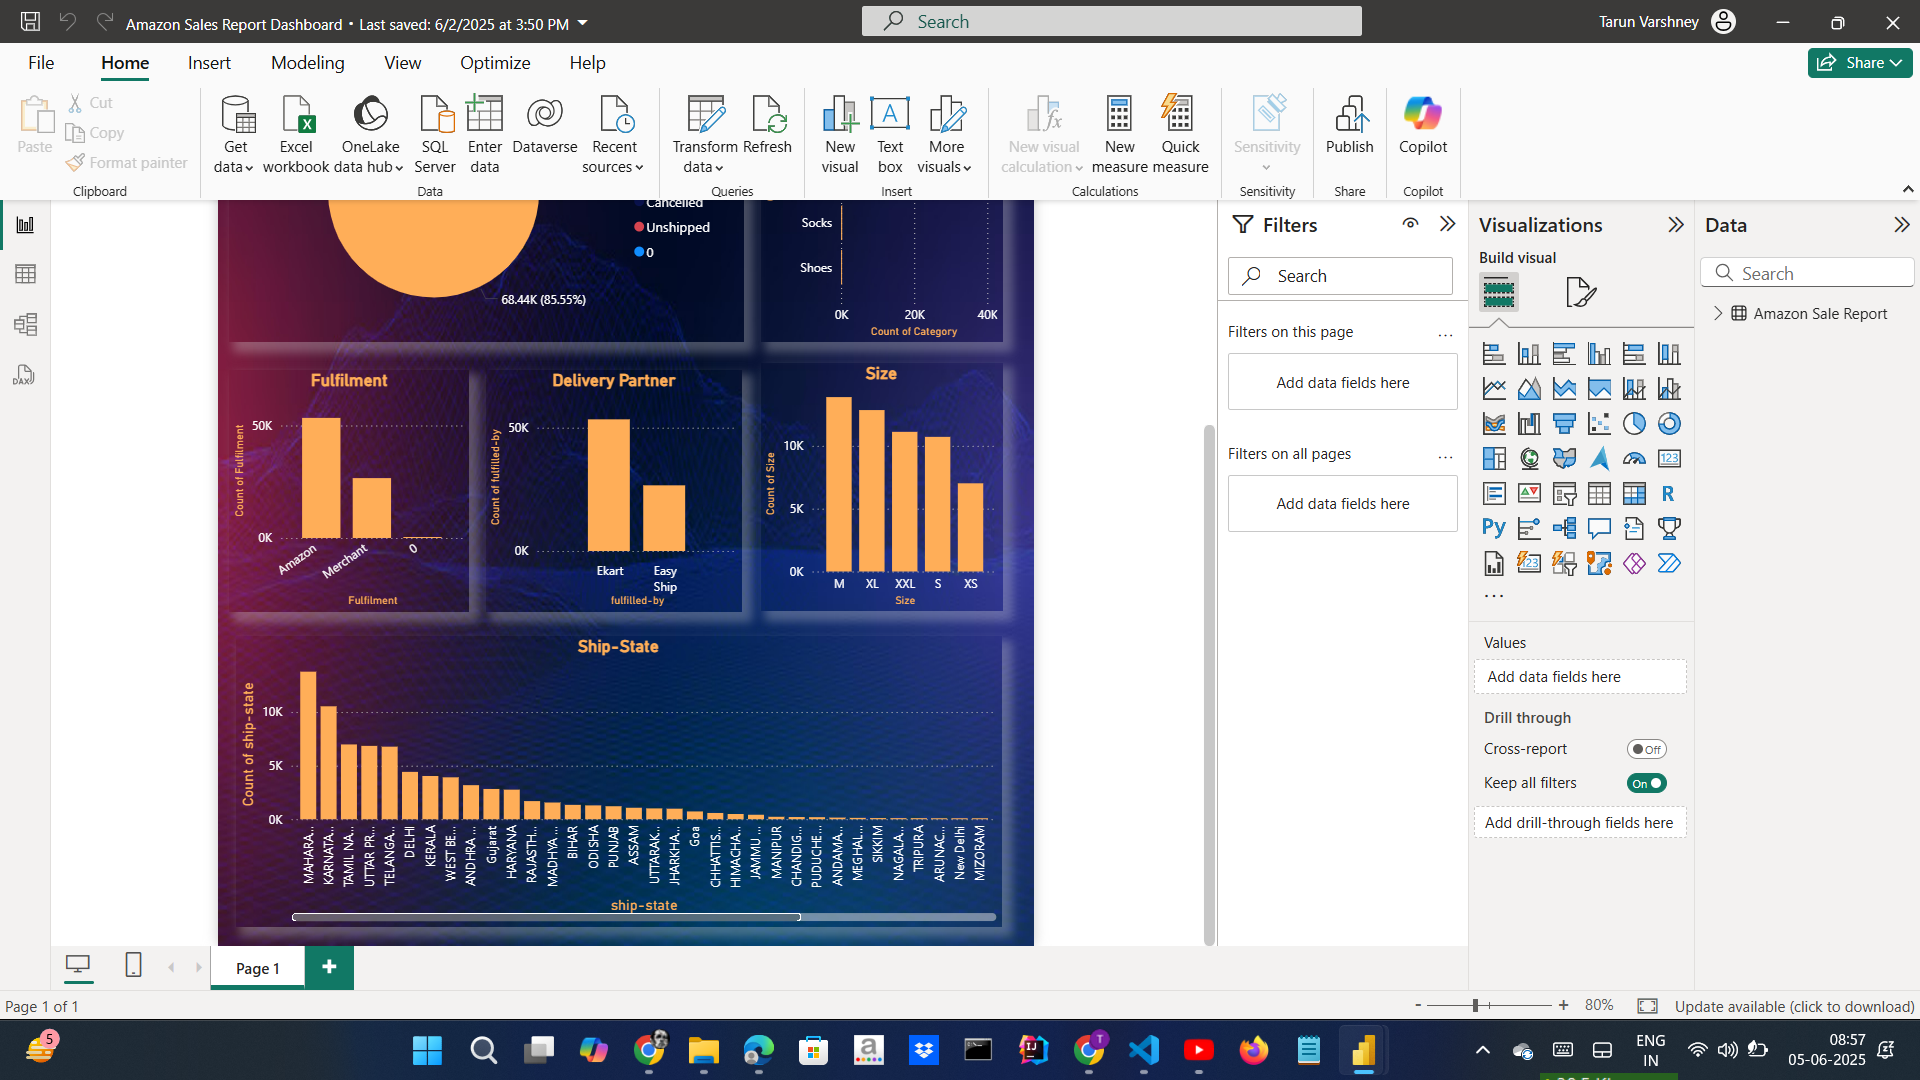 Amazon Sales Report Dashboard • Last saved: 6/2/2025 at 3:50 PM
Search
Tarun Varshney
File
Home
Insert
Modeling
View
Optimize
Help
Share
Paste
Cut
Copy
Format painter
Clipboard
Get data
Excel workbook
OneLake data hub
SQL Server
Enter data
Dataverse
Recent sources
Data
Transform data
Refresh
Queries
New visual
Text box
More visuals
Insert
New visual calculation
New measure
Quick measure
Calculations
Sensitivity
Sensitivity
Publish
Share
Copilot
Copilot
Cancelled
Unshipped
0
68.44K (85.55%)
Socks
Shoes
0K
20K
40K
Count of Category
Fulfilment
Count of Fulfilment
50K
0K
Amazon
Merchant
0
Fulfilment
Delivery Partner
Count of fulfilled-by
50K
0K
Ekart
Easy Ship
fulfilled-by
Size
Count of Size
10K
5K
0K
M
XL
XXL
S
XS
Size
Ship-State
Count of ship-state
10K
5K
0K
MAHARA...
KARNATA...
TAMIL NA...
UTTAR PR...
TELANGA...
DELHI
KERALA
WEST BE...
ANDHRA ...
Gujarat
HARYANA
RAJASTH...
MADHYA ...
BIHAR
ODISHA
PUNJAB
ASSAM
UTTARAK...
JHARKHA...
Goa
CHHATTIS...
HIMACHA...
JAMMU ...
MANIPUR
CHANDIG...
PUDUCHE...
ANDAMA...
MEGHAL...
SIKKIM
NAGALA...
TRIPURA
ARUNAC...
New Delhi
MIZORAM
ship-state
Filters
Search
Filters on this page
...
Add data fields here
Filters on all pages
...
Add data fields here
Visualizations
Build visual
123
R
Py
...
Values
Add data fields here
Drill through
Cross-report
Off
Keep all filters
On
Add drill-through fields here
Data
Search
Amazon Sale Report
DAX
Page 1
+
Page 1 of 1
-
+
80%
Update available (click to download)
5
T
ENG
IN
08:57
05-06-2025